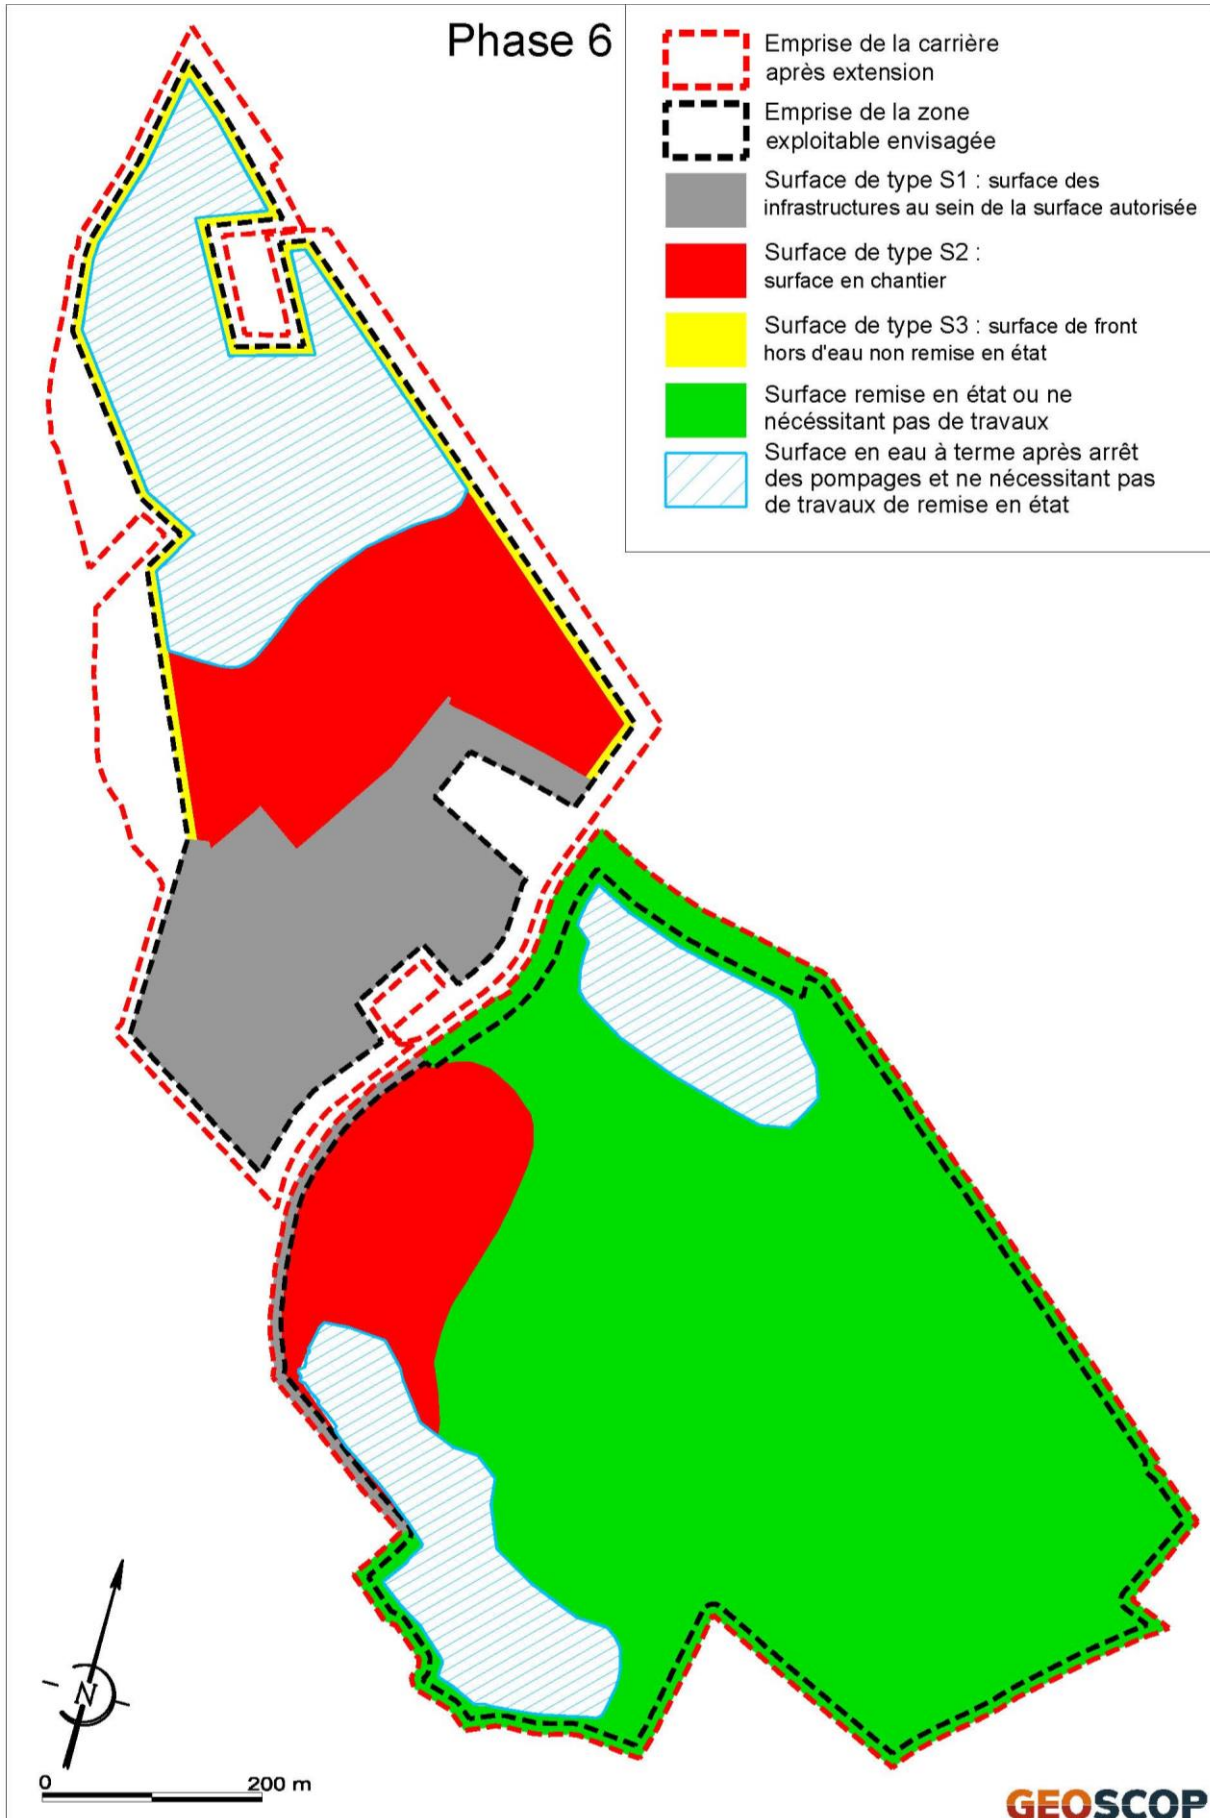 Phase 6
Emprise de la carrière
après extension
Emprise de la zone
exploitable envisagée
Surface de type S1 : surface des
infrastructures au sein de la surface autorisée
Surface de type S2 :
surface en chantier
Surface de type S3 : surface de front
hors d'eau non remise en état
Surface remise en état ou ne
nécéssitant pas de travaux
Surface en eau à terme après arrêt
des pompages et ne nécessitant pas
de travaux de remise en état
N
0 200 m
GEOSCOP